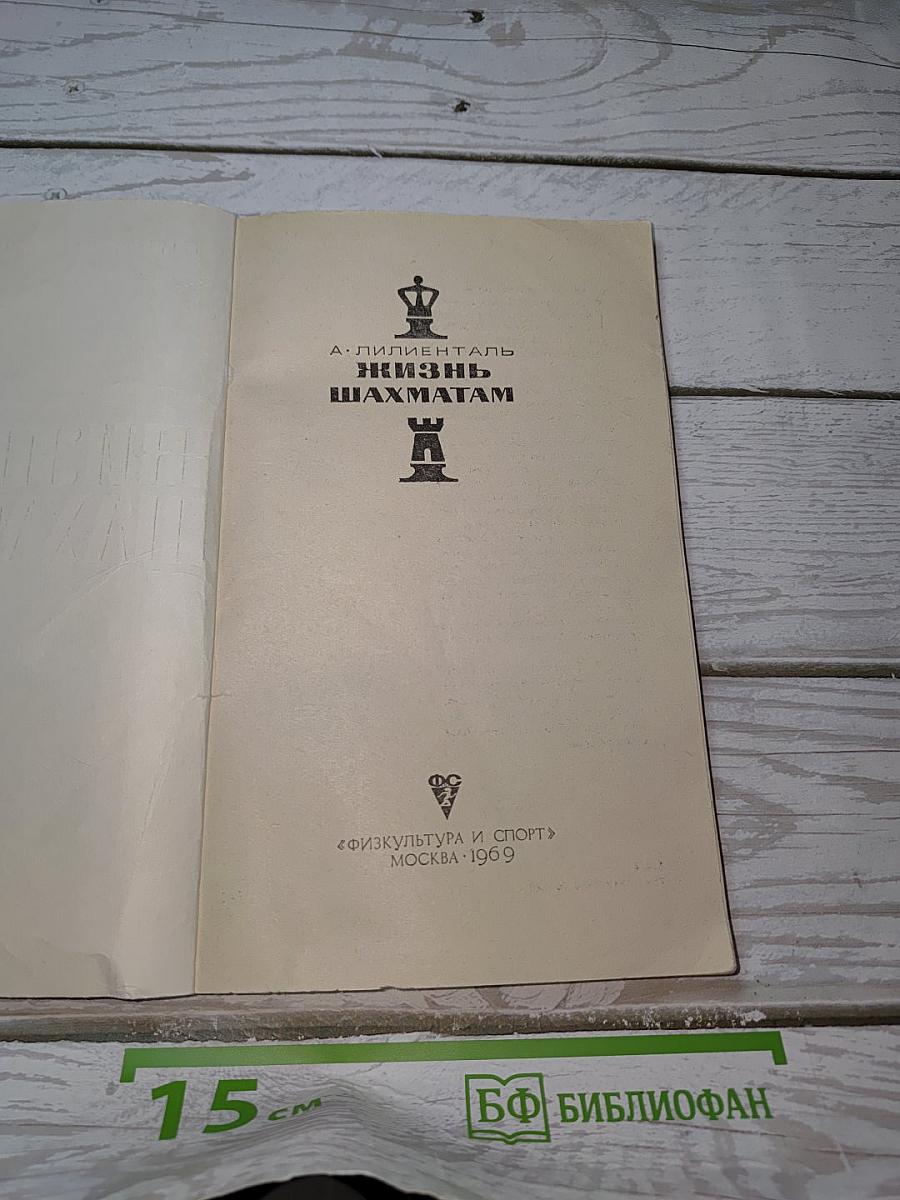 А·ЛИЛИЕНТАЛЬ
ЖИЗНЬ
ШАХМАТАМ
ФС
«ФИЗКУЛЬТУРА И СПОРТ»
МОСКВА·1969
15 см
БФ БИБЛИОФАН